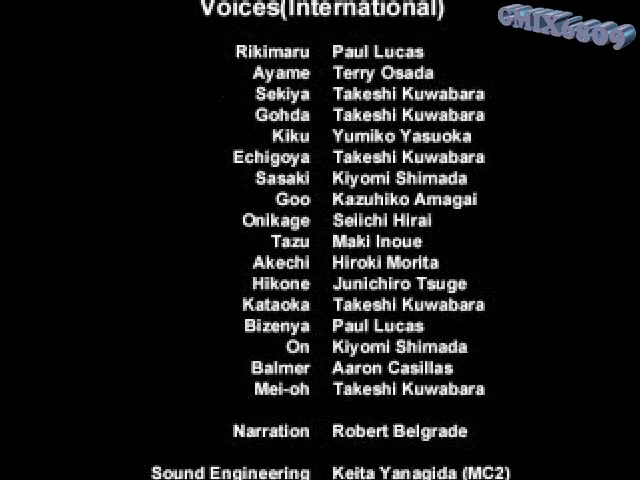 Voices(International)
CMIX6809
Rikimaru Paul Lucas
Ayame Terry Osada
Sekiya Takeshi Kuwabara
Gohda Takeshi Kuwabara
Kiku Yumiko Yasuoka
Echigoya Takeshi Kuwabara
Sasaki Kiyomi Shimada
Goo Kazuhiko Amagai
Onikage Seiichi Hirai
Tazu Maki Inoue
Akechi Hiroki Morita
Hikone Junichiro Tsuge
Kataoka Takeshi Kuwabara
Bizenya Paul Lucas
On Kiyomi Shimada
Balmer Aaron Casillas
Mei-oh Takeshi Kuwabara
Narration Robert Belgrade
Sound Engineering Keita Yanagida (MC2)